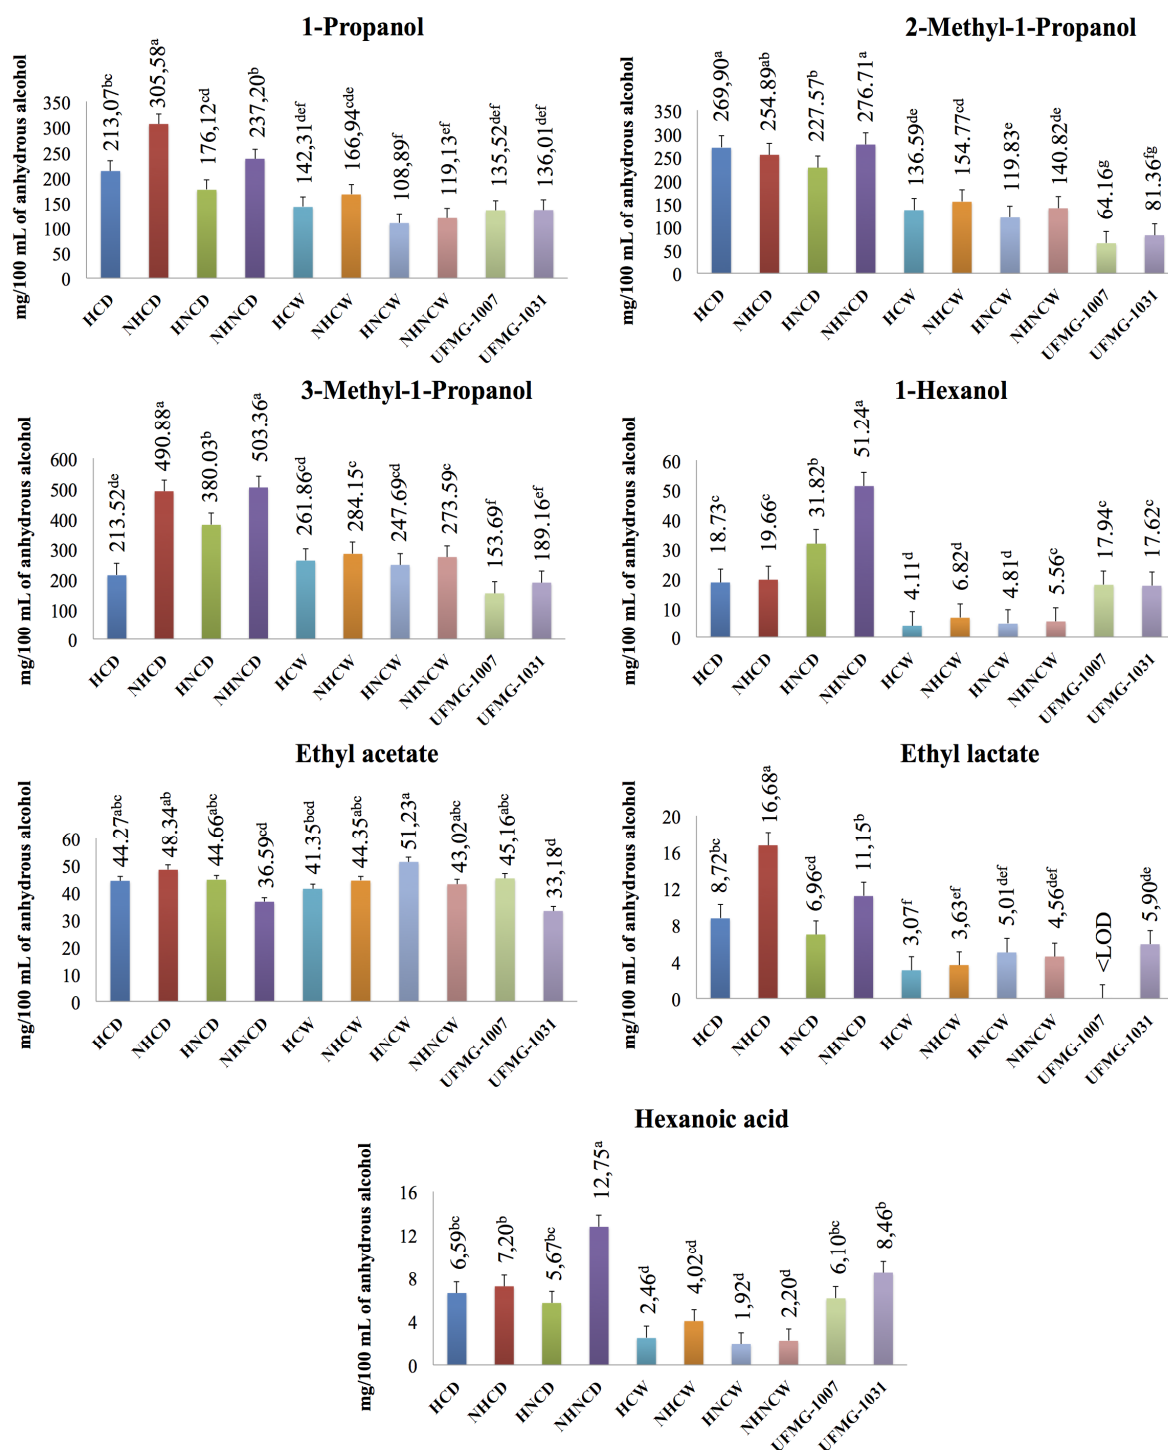 1-Propanol
mg/100 mL of anhydrous alcohol
350
300
250
200
150
100
50
0
213,07bc
305,58a
176,12cd
237,20b
142,31def
166,94cde
108,89f
119,13ef
135,52def
136,01def
HCD
NHCD
HNCD
NHNCD
HCW
NHCW
HNCW
NHNCW
UFMG-1007
UFMG-1031
2-Methyl-1-Propanol
mg/100 mL of anhydrous alcohol
350
300
250
200
150
100
50
0
269,90a
254.89ab
227.57b
276.71a
136.59de
154.77cd
119.83e
140.82de
64.16g
81.36fg
HCD
NHCD
HNCD
NHNCD
HCW
NHCW
HNCW
NHNCW
UFMG-1007
UFMG-1031
3-Methyl-1-Propanol
mg/100 mL of anhydrous alcohol
600
500
400
300
200
100
0
213.52de
490.88a
380.03b
503.36a
261.86cd
284.15c
247.69cd
273.59c
153.69f
189.16ef
HCD
NHCD
HNCD
NHNCD
HCW
NHCW
HNCW
NHNCW
UFMG-1007
UFMG-1031
1-Hexanol
mg/100 mL of anhydrous alcohol
60
50
40
30
20
10
0
18.73c
19.66c
31.82b
51.24a
4.11d
6.82d
4.81d
5.56c
17.94c
17.62c
HCD
NHCD
HNCD
NHNCD
HCW
NHCW
HNCW
NHNCW
UFMG-1007
UFMG-1031
Ethyl acetate
mg/100 mL of anhydrous alcohol
60
50
40
30
20
10
0
44.27abc
48.34ab
44.66abc
36.59cd
41.35bcd
44.35abc
51,23a
43,02abc
45,16abc
33,18d
HCD
NHCD
HNCD
NHNCD
HCW
NHCW
HNCW
NHNCW
UFMG-1007
UFMG-1031
Ethyl lactate
mg/100 mL of anhydrous alcohol
20
16
12
8
4
0
8,72bc
16,68a
6,96cd
11,15b
3,07f
3,63ef
5,01def
4,56def
<LOD
5,90de
HCD
NHCD
HNCD
NHNCD
HCW
NHCW
HNCW
NHNCW
UFMG-1007
UFMG-1031
Hexanoic acid
mg/100 mL of anhydrous alcohol
16
12
8
4
0
6,59bc
7,20b
5,67bc
12,75a
2,46d
4,02cd
1,92d
2,20d
6,10bc
8,46b
HCD
NHCD
HNCD
NHNCD
HCW
NHCW
HNCW
NHNCW
UFMG-1007
UFMG-1031